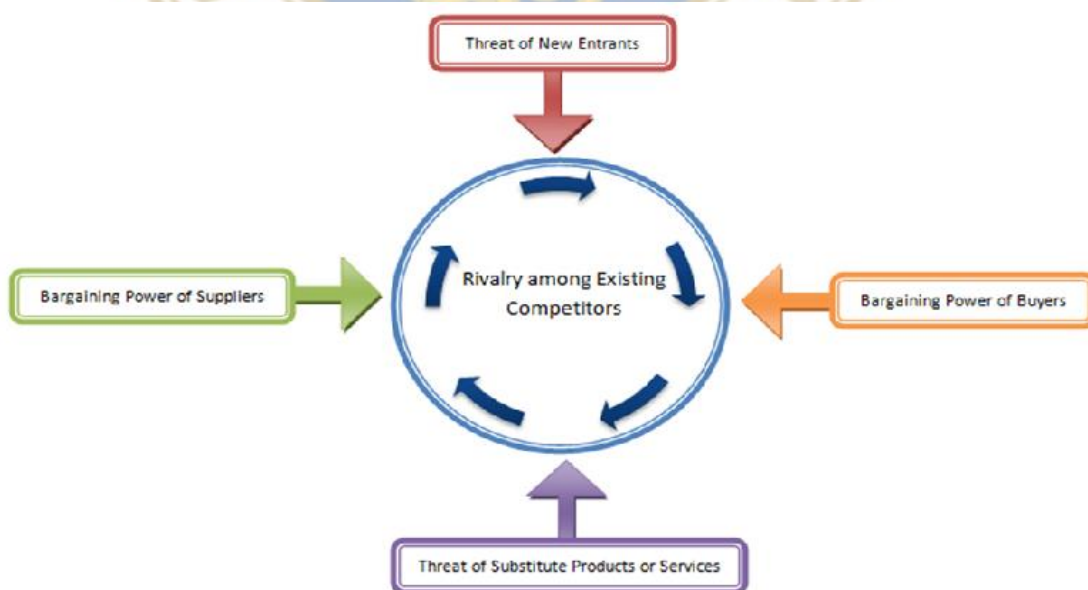 Threat of New Entrants
Rivalry among Existing
Competitors
Bargaining Power of Suppliers
Bargaining Power of Buyers
Threat of Substitute Products or Services